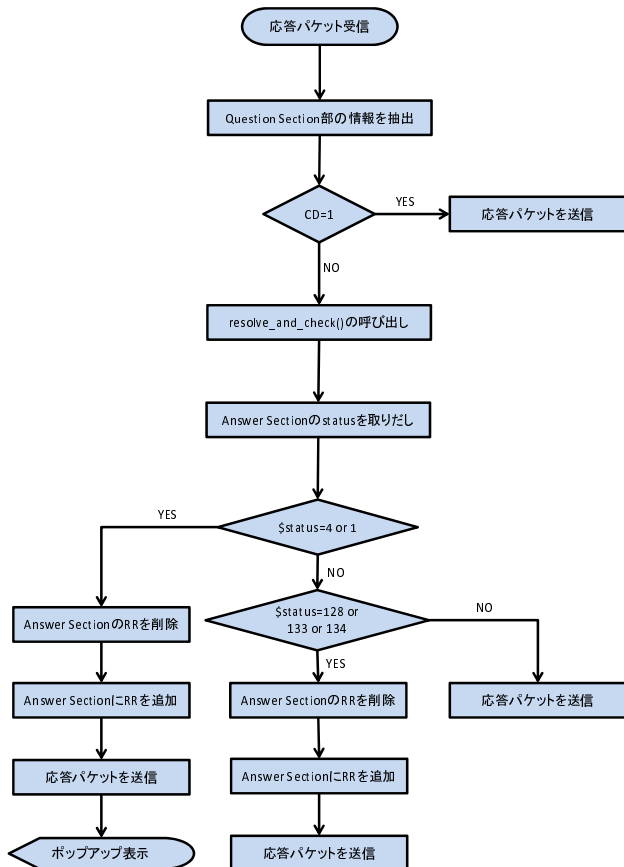 応答パケット受信
Question Section部の情報を抽出
CD=1
YES
応答パケットを送信
NO
resolve_and_check()の呼び出し
Answer Sectionのstatusを取りだし
YES
$status=4 or 1
NO
Answer SectionのRRを削除
$status=128 or
133 or 134
NO
YES
Answer SectionにRRを追加
Answer SectionのRRを削除
応答パケットを送信
応答パケットを送信
Answer SectionにRRを追加
ポップアップ表示
応答パケットを送信